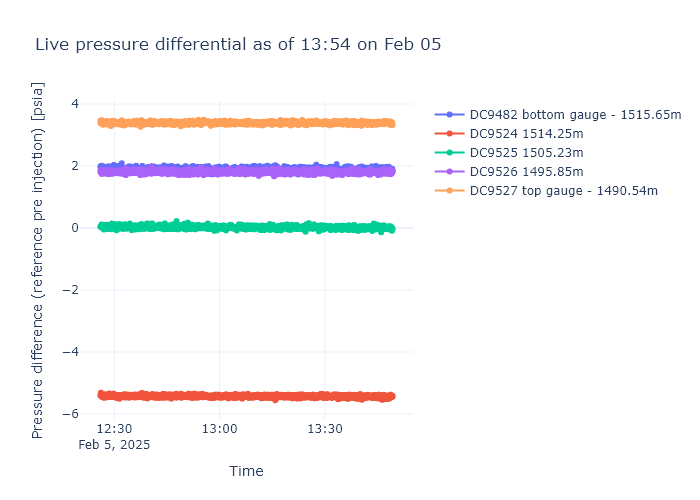 Live pressure differential as of 13:54 on Feb 05
Pressure difference (reference pre injection) [psia]
4
2
0
−2
−4
−6
12:30
Feb 5, 2025
13:00
13:30
Time
DC9482 bottom gauge - 1515.65m
DC9524 1514.25m
DC9525 1505.23m
DC9526 1495.85m
DC9527 top gauge - 1490.54m